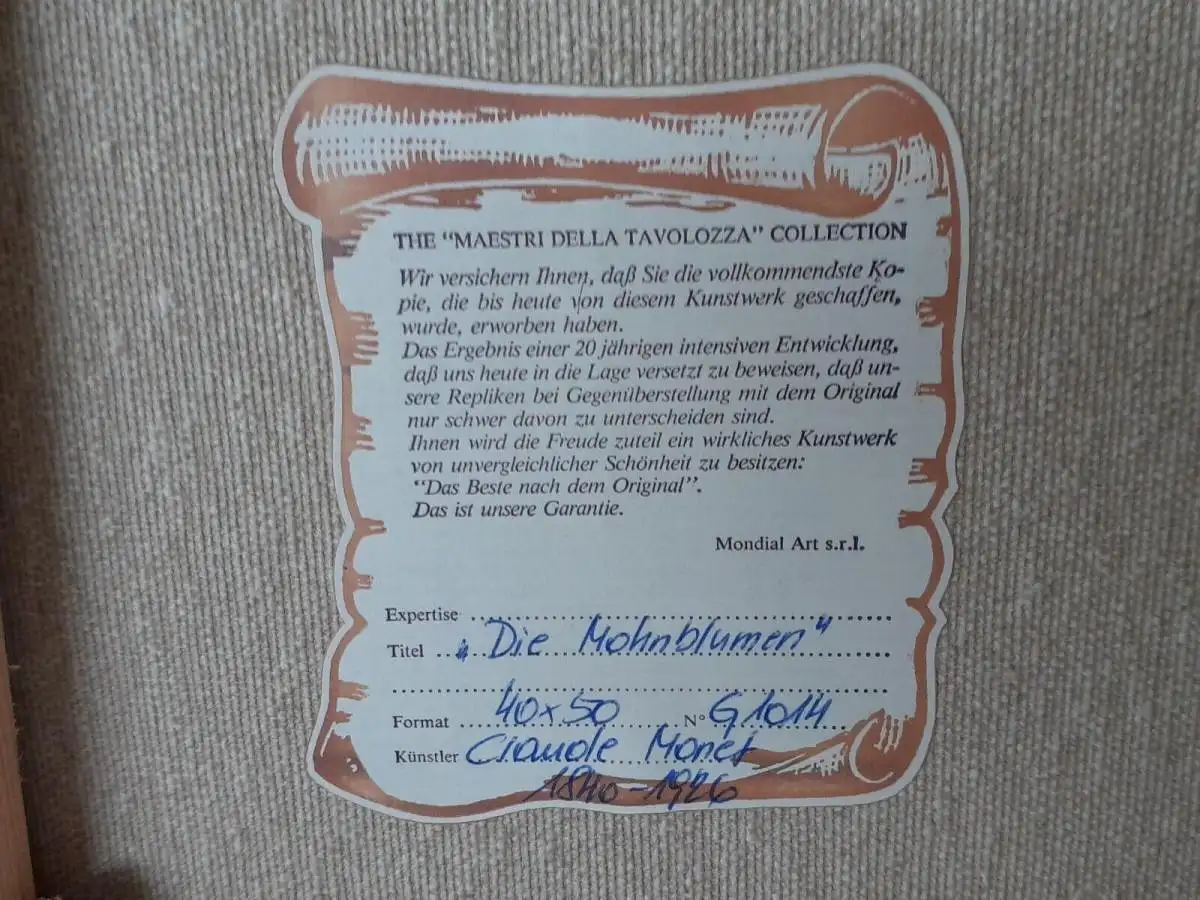 THE "MAESTRI DELLA TAVOLOZZA" COLLECTION
Wir versichern Ihnen, daß Sie die vollkommendste Ko-
pie, die bis heute von diesem Kunstwerk geschaffen,
wurde, erworben haben.
Das Ergebnis einer 20 jährigen intensiven Entwicklung,
daß uns heute in die Lage versetzt zu beweisen, daß un-
sere Repliken bei Gegenüberstellung mit dem Original
nur schwer davon zu unterscheiden sind.
Ihnen wird die Freude zuteil ein wirkliches Kunstwerk
von unvergleichlicher Schönheit zu besitzen:
"Das Beste nach dem Original".
Das ist unsere Garantie.
Mondial Art s.r.l.
Expertise
Titel „Die Mohnblumen"
Format 40x50 N° G1014
Künstler Claude Monet
1840-1926